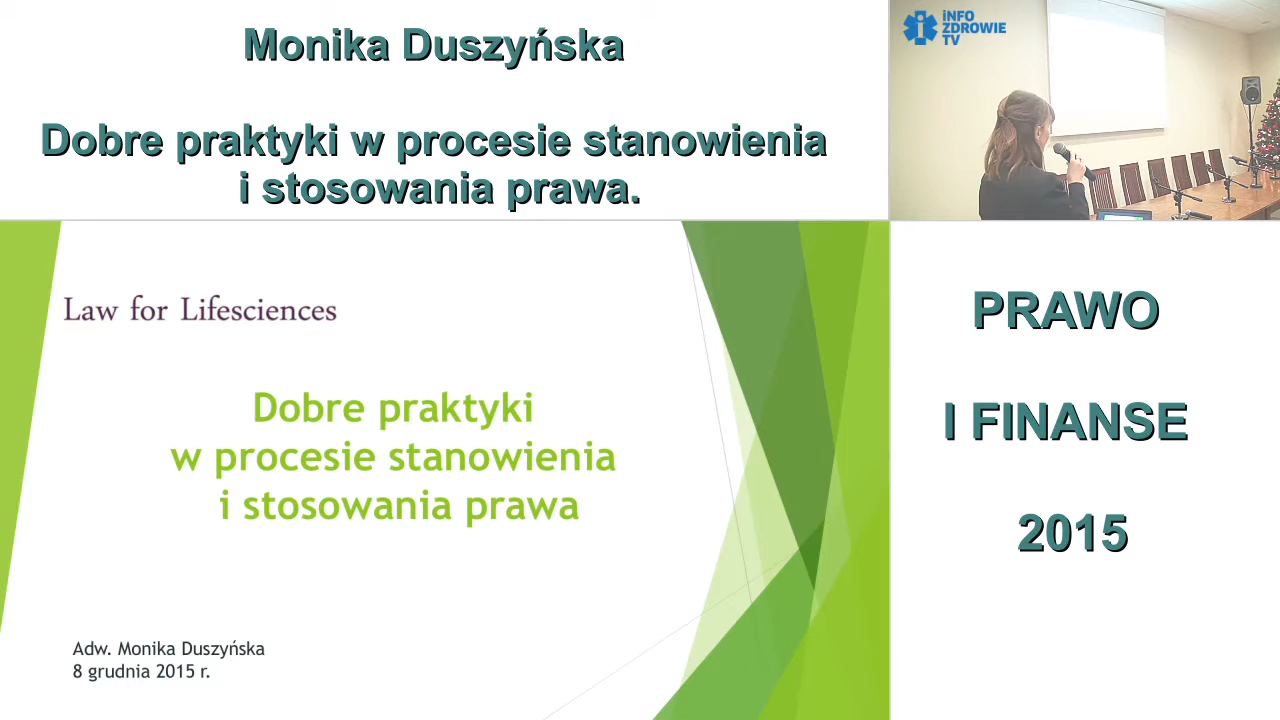 Monika Duszyńska
Dobre praktyki w procesie stanowienia
i stosowania prawa.
iNFO
ZDROWIE
TV
Law for Lifesciences
Dobre praktyki
w procesie stanowienia
i stosowania prawa
Adw. Monika Duszyńska
8 grudnia 2015 r.
PRAWO
I FINANSE
2015